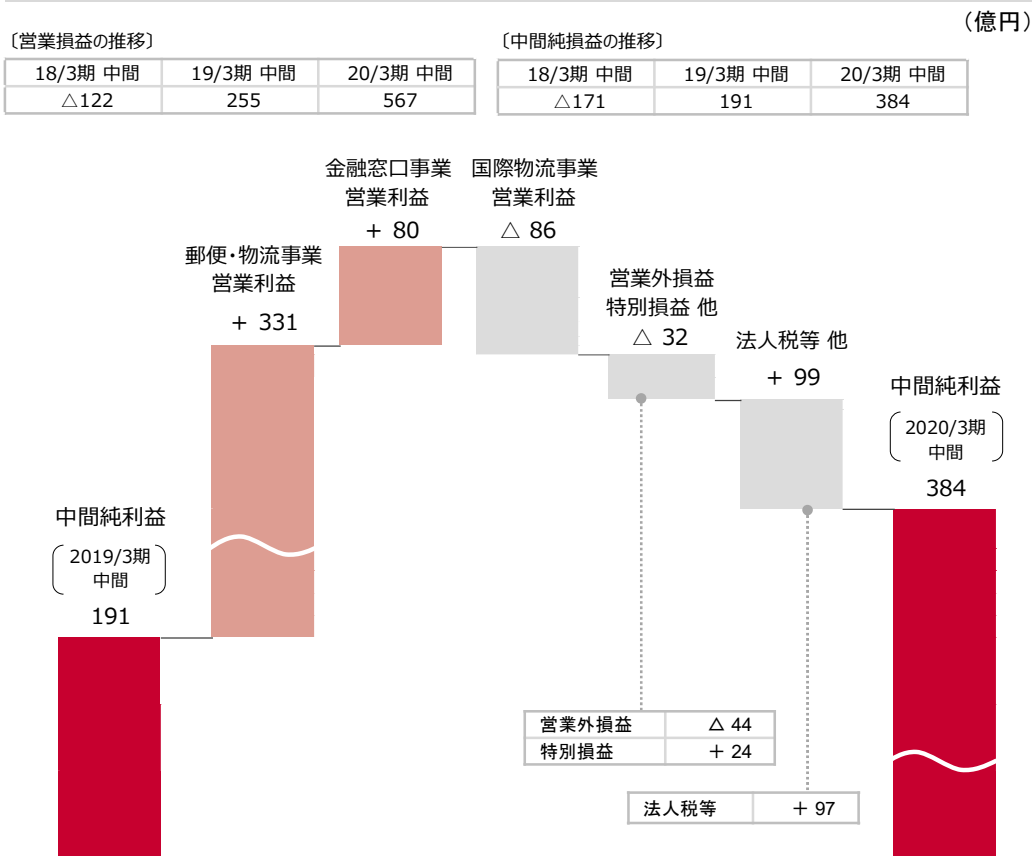 （億円）
〔営業損益の推移〕
18/3期 中間 19/3期 中間 20/3期 中間
△122 255 567
〔中間純損益の推移〕
18/3期 中間 19/3期 中間 20/3期 中間
△171 191 384
中間純利益
2019/3期
中間
191
郵便・物流事業
営業利益
+ 331
金融窓口事業
営業利益
+ 80
国際物流事業
営業利益
△ 86
営業外損益
特別損益 他
△ 32
法人税等 他
+ 99
中間純利益
2020/3期
中間
384
営業外損益 △ 44
特別損益 ＋ 24
法人税等 ＋ 97